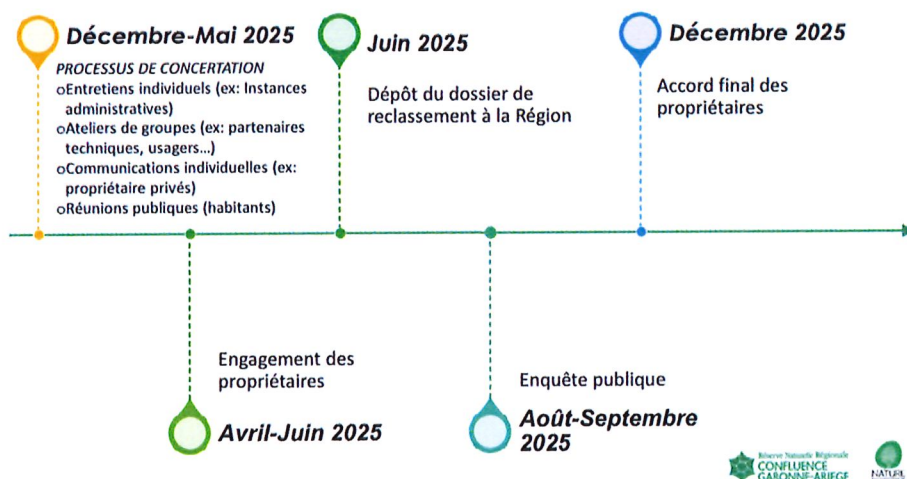 Décembre-Mai 2025
PROCESSUS DE CONCERTATION
oEntretiens individuels (ex: Instances
administratives)
oAteliers de groupes (ex: partenaires
techniques, usagers...)
oCommunications individuelles (ex:
propriétaire privés)
oRéunions publiques (habitants)
Juin 2025
Dépôt du dossier de
reclassement à la Région
Décembre 2025
Accord final des
propriétaires
Engagement des
propriétaires
Avril-Juin 2025
Enquête publique
Août-Septembre
2025
Réserve Naturelle Régionale
CONFLUENCE
GARONNE-ARIEGE
NATURE